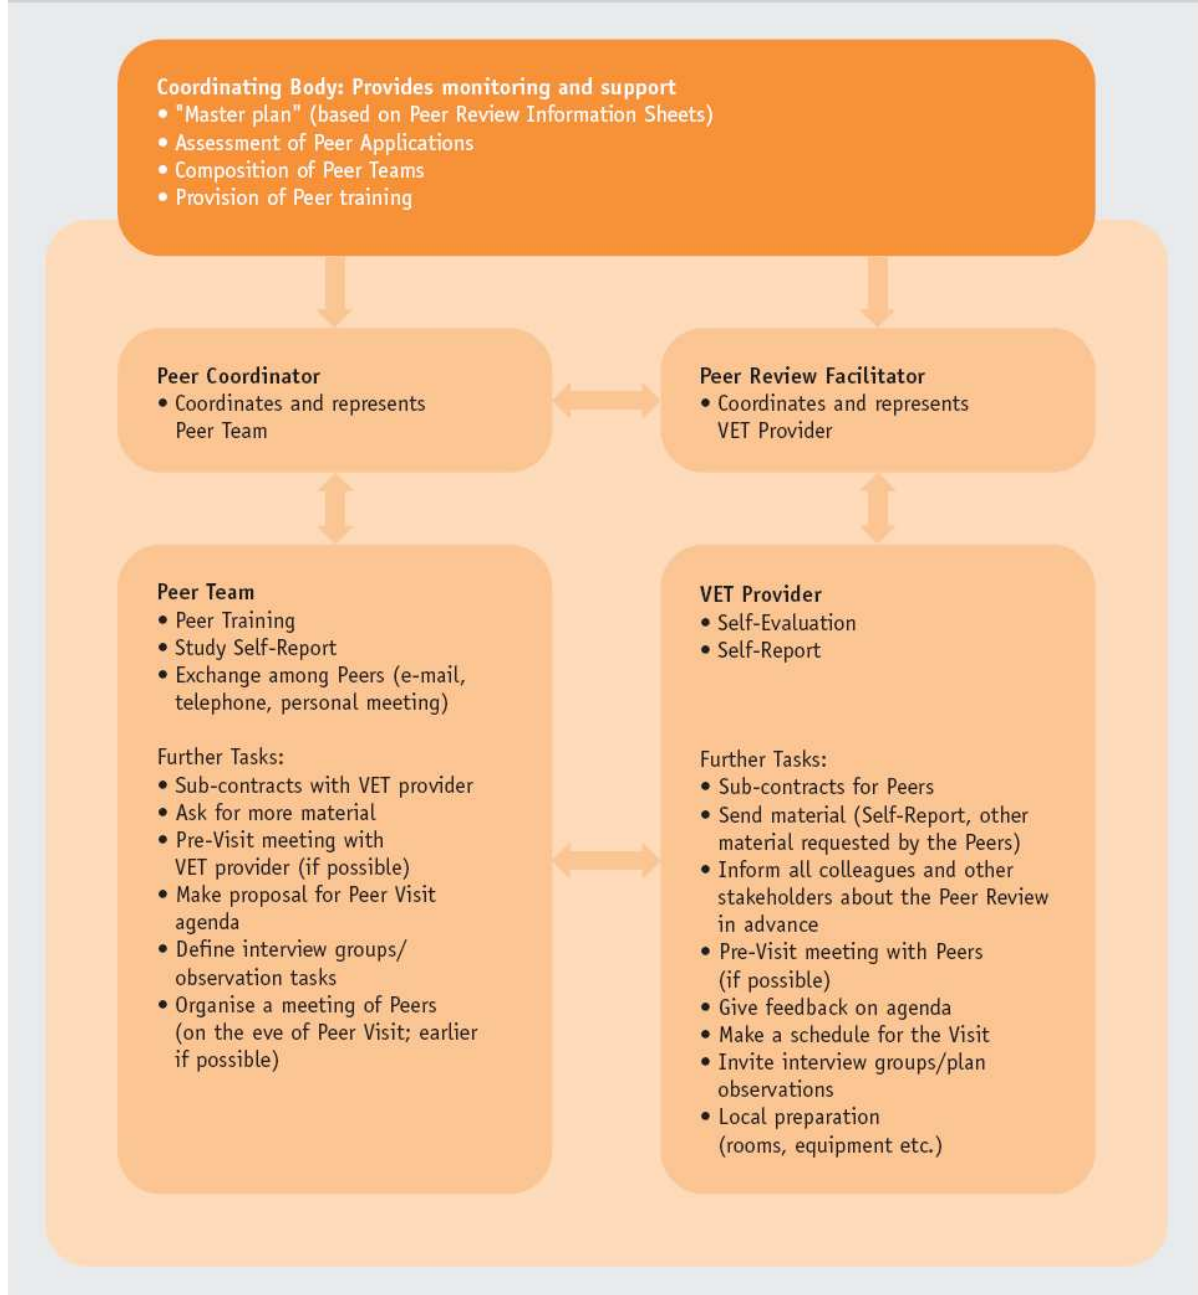 Coordinating Body: Provides monitoring and support
• "Master plan" (based on Peer Review Information Sheets)
• Assessment of Peer Applications
• Composition of Peer Teams
• Provision of Peer training
Peer Coordinator
• Coordinates and represents
Peer Team
Peer Review Facilitator
• Coordinates and represents
VET Provider
Peer Team
• Peer Training
• Study Self-Report
• Exchange among Peers (e-mail,
telephone, personal meeting)
Further Tasks:
• Sub-contracts with VET provider
• Ask for more material
• Pre-Visit meeting with
VET provider (if possible)
• Make proposal for Peer Visit
agenda
• Define interview groups/
observation tasks
• Organise a meeting of Peers
(on the eve of Peer Visit; earlier
if possible)
VET Provider
• Self-Evaluation
• Self-Report
Further Tasks:
• Sub-contracts for Peers
• Send material (Self-Report, other
material requested by the Peers)
• Inform all colleagues and other
stakeholders about the Peer Review
in advance
• Pre-Visit meeting with Peers
(if possible)
• Give feedback on agenda
• Make a schedule for the Visit
• Invite interview groups/plan
observations
• Local preparation
(rooms, equipment etc.)